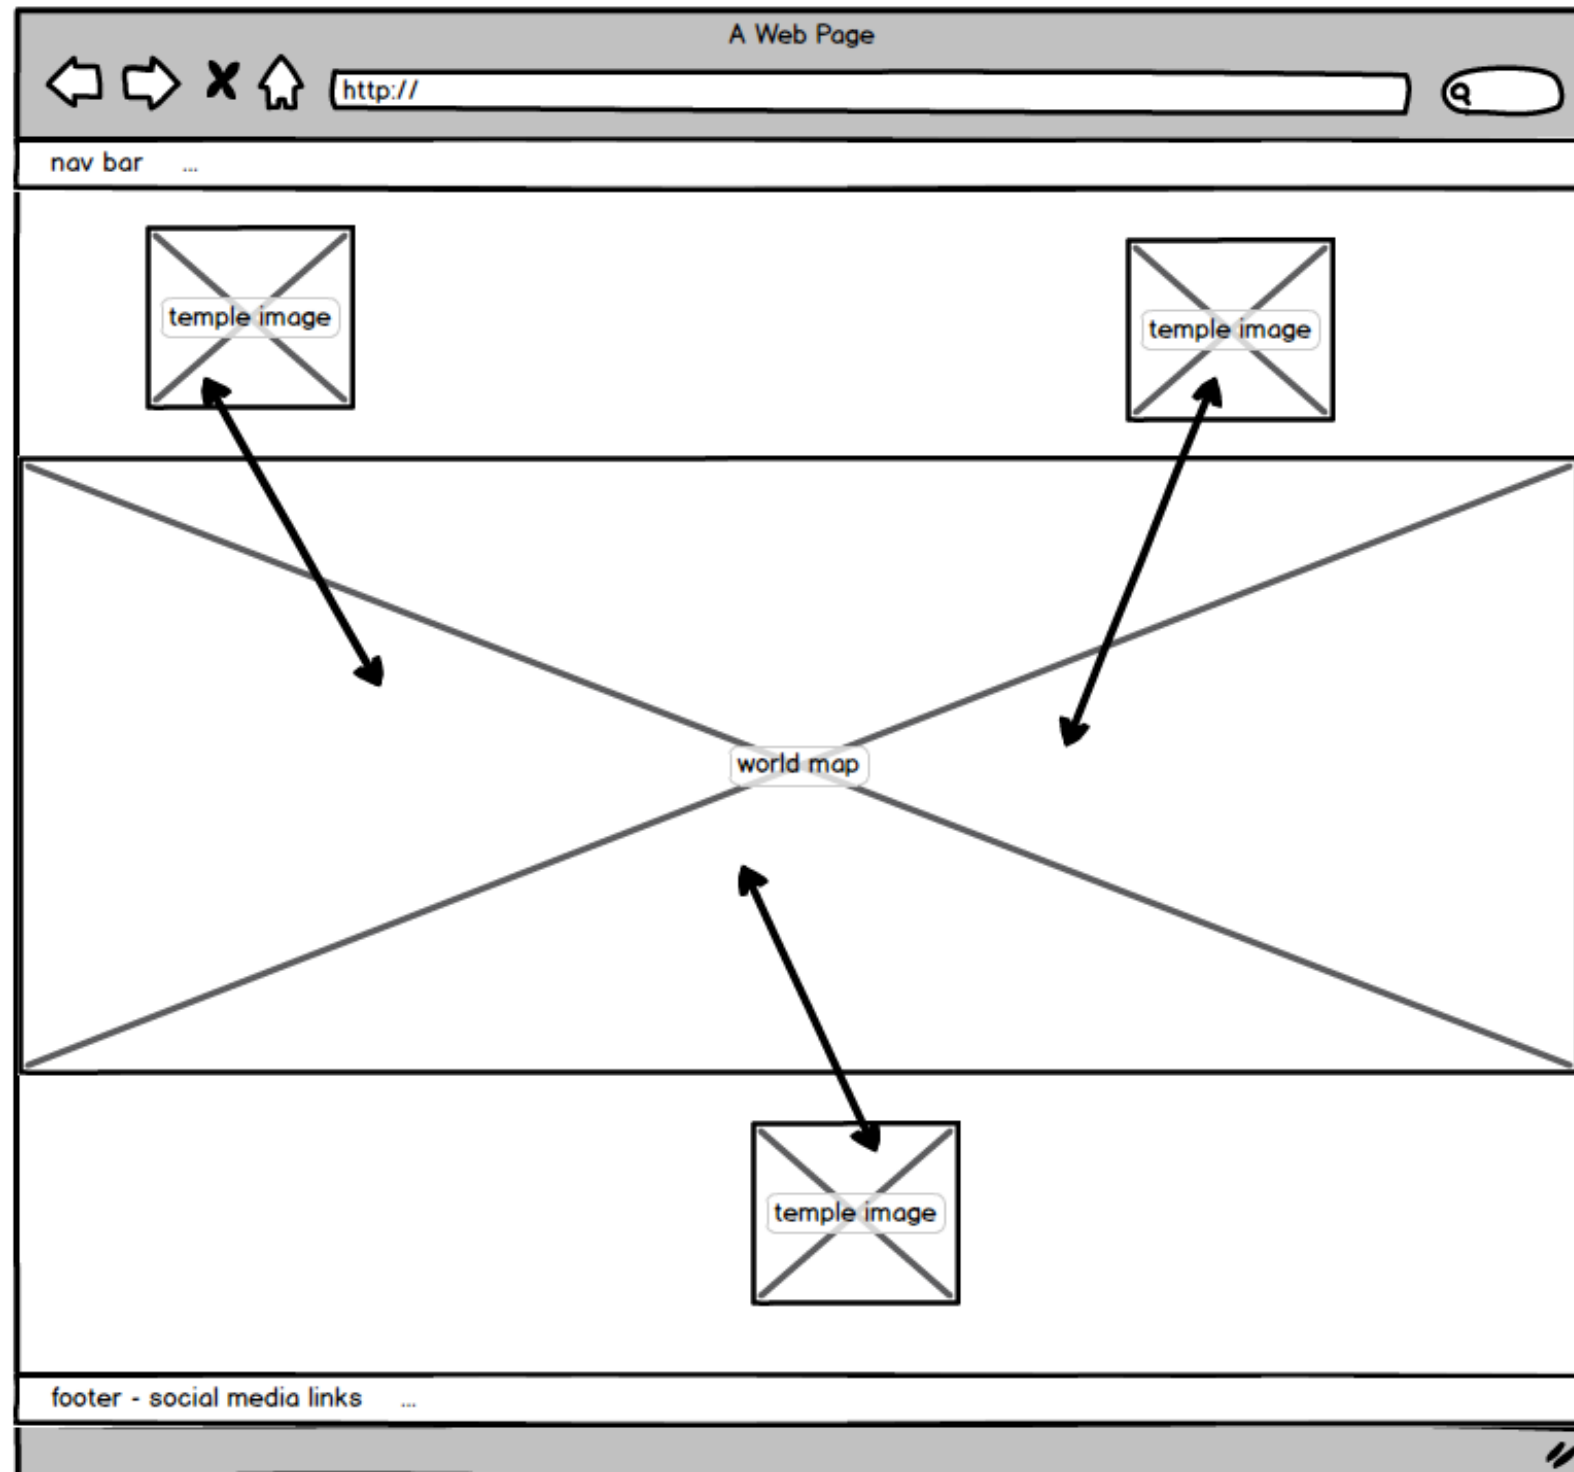 A Web Page
http://
nav bar ...
temple image
temple image
world map
temple image
footer - social media links ...